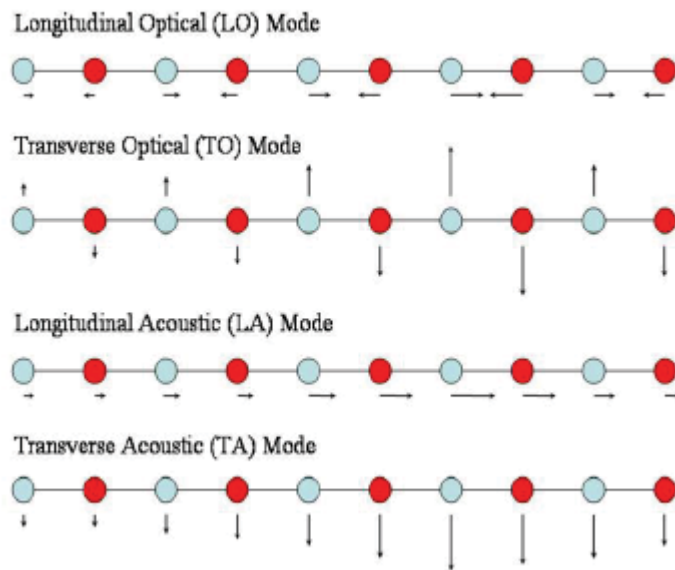 Longitudinal Optical (LO) Mode
Transverse Optical (TO) Mode
Longitudinal Acoustic (LA) Mode
Transverse Acoustic (TA) Mode